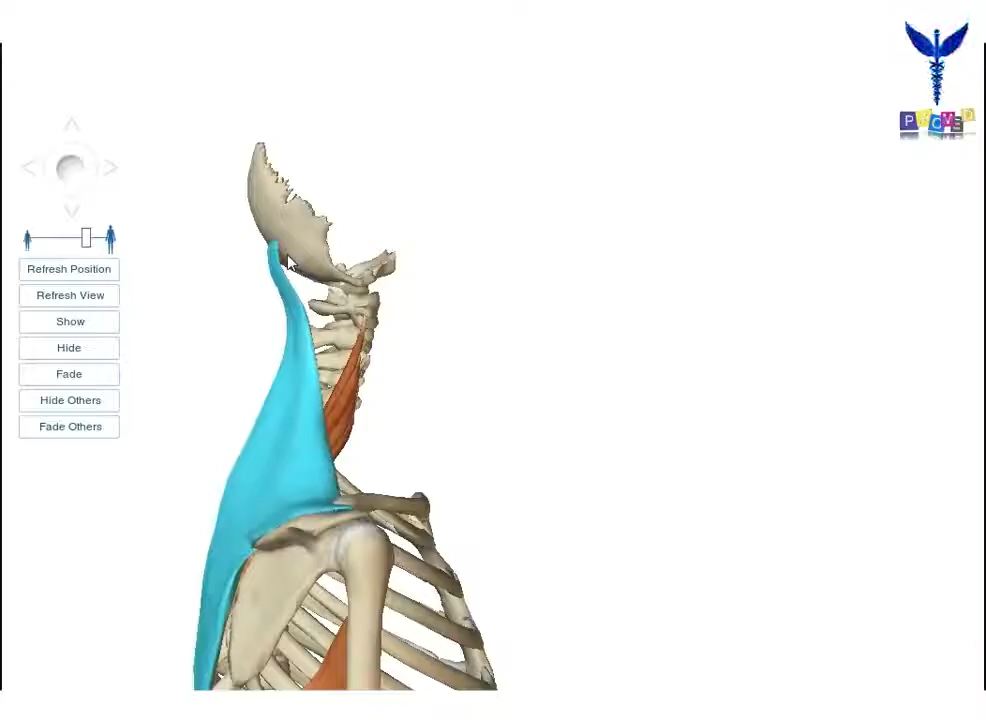 Refresh Position
Refresh View
Show
Hide
Fade
Hide Others
Fade Others